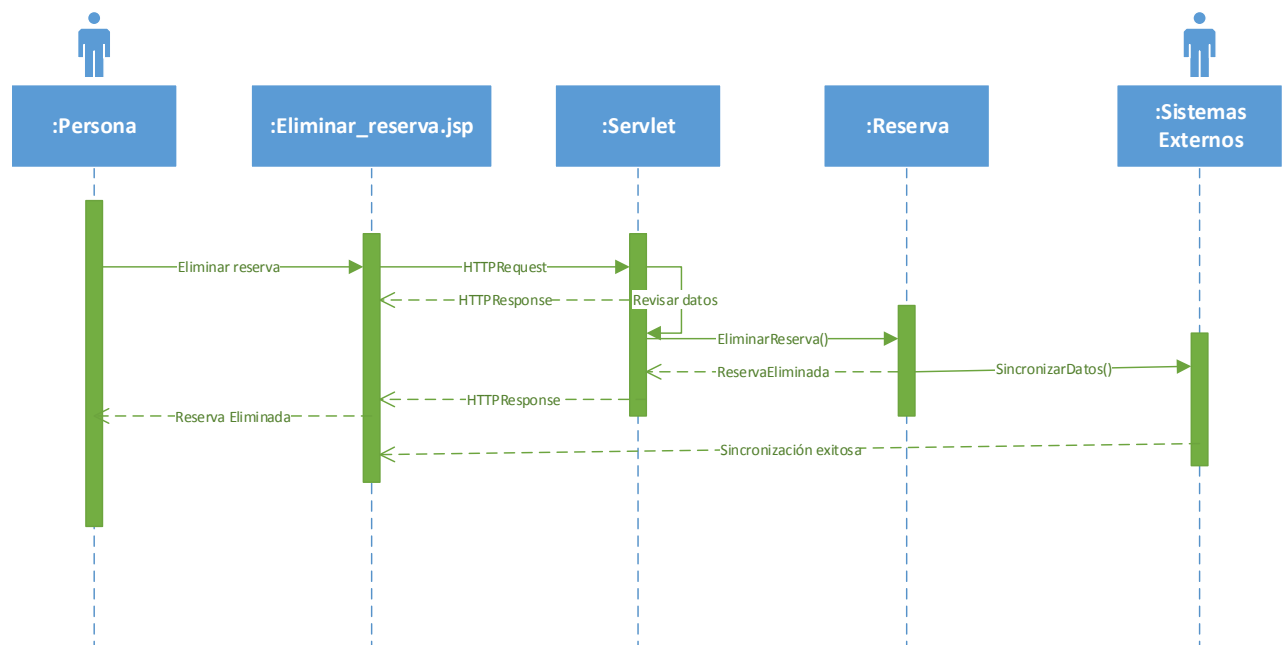 :Persona
:Eliminar_reserva.jsp
:Servlet
:Reserva
:Sistemas
Externos
Eliminar reserva
HTTPRequest
HTTPResponse
Revisar datos
EliminarReserva()
ReservaEliminada
SincronizarDatos()
HTTPResponse
Reserva Eliminada
Sincronización exitosa